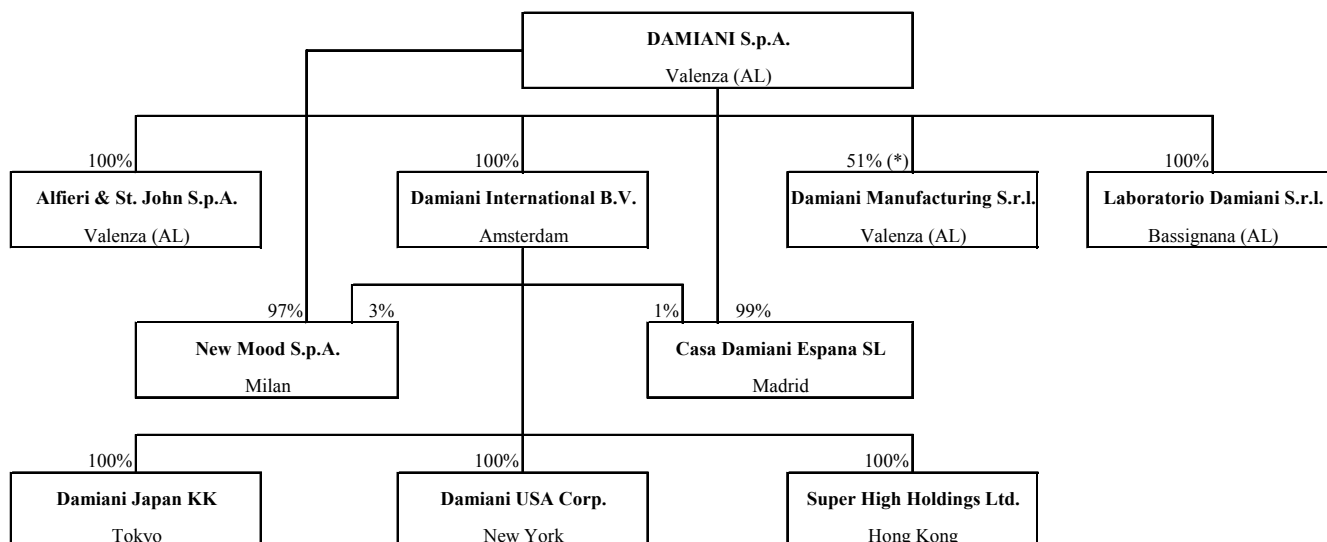 DAMIANI S.p.A.
Valenza (AL)
100%
100%
51% (*)
100%
Alfieri & St. John S.p.A.
Valenza (AL)
Damiani International B.V.
Amsterdam
Damiani Manufacturing S.r.l.
Valenza (AL)
Laboratorio Damiani S.r.l.
Bassignana (AL)
97%
3%
1%
99%
New Mood S.p.A.
Milan
Casa Damiani Espana SL
Madrid
100%
100%
100%
Damiani Japan KK
Tokyo
Damiani USA Corp.
New York
Super High Holdings Ltd.
Hong Kong